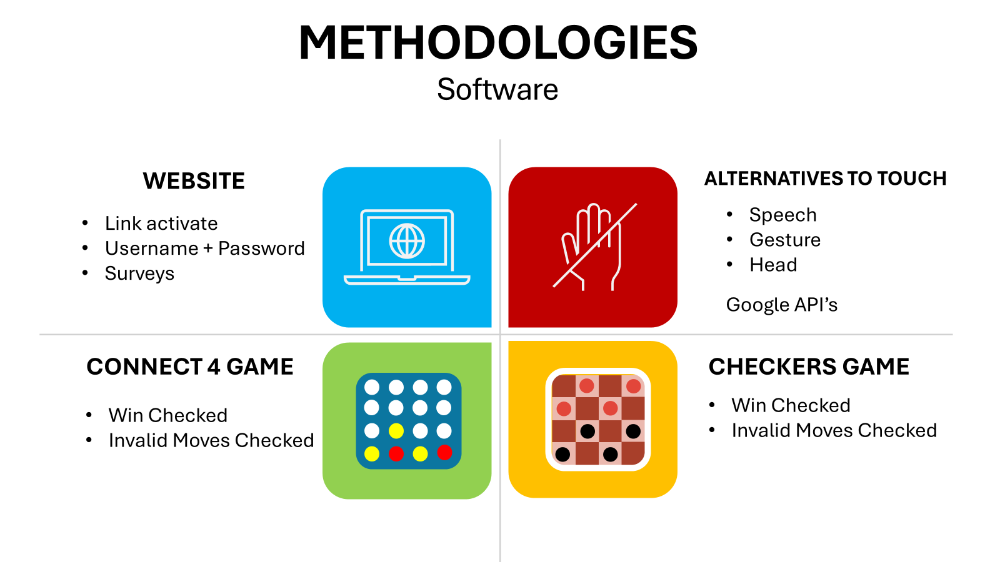 METHODOLOGIES
Software
WEBSITE
• Link activate
• Username + Password
• Surveys
ALTERNATIVES TO TOUCH
• Speech
• Gesture
• Head
Google API’s
CONNECT 4 GAME
• Win Checked
• Invalid Moves Checked
CHECKERS GAME
• Win Checked
• Invalid Moves Checked